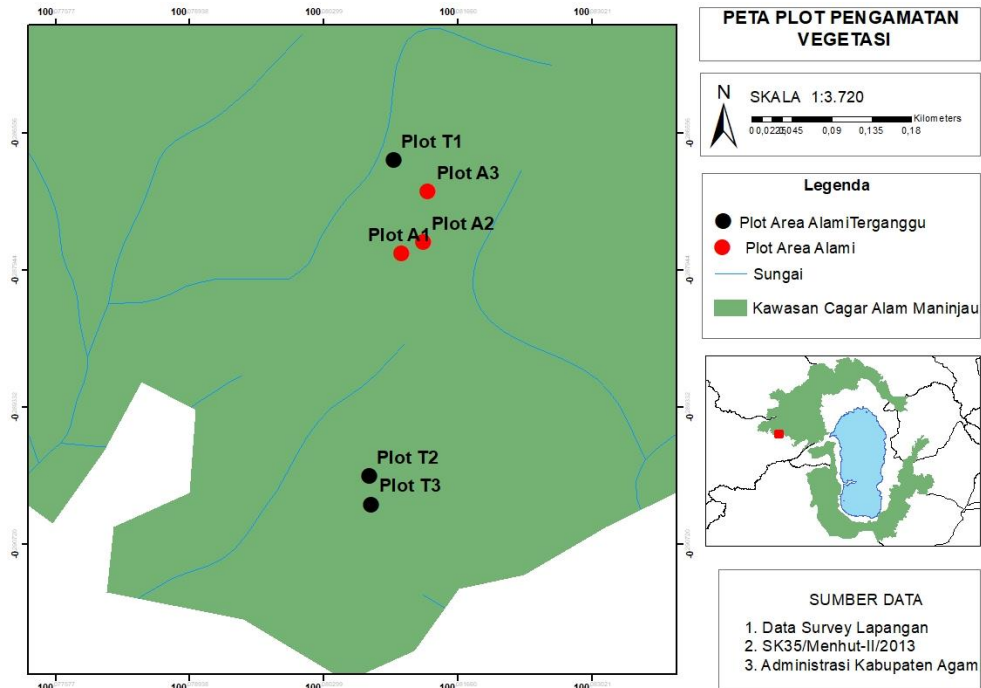 PETA PLOT PENGAMATAN
VEGETASI
N
SKALA 1:3.720
Kilometers
0,09 0,135 0,18
Legenda
Plot Area AlamiTerganggu
Plot Area Alami
Sungai
Kawasan Cagar Alam Maninjau
SUMBER DATA
1. Data Survey Lapangan
2. SK35/Menhut-II/2013
3. Administrasi Kabupaten Agam
Plot T1
Plot A3
Plot A2
Plot A1
Plot T2
Plot T3